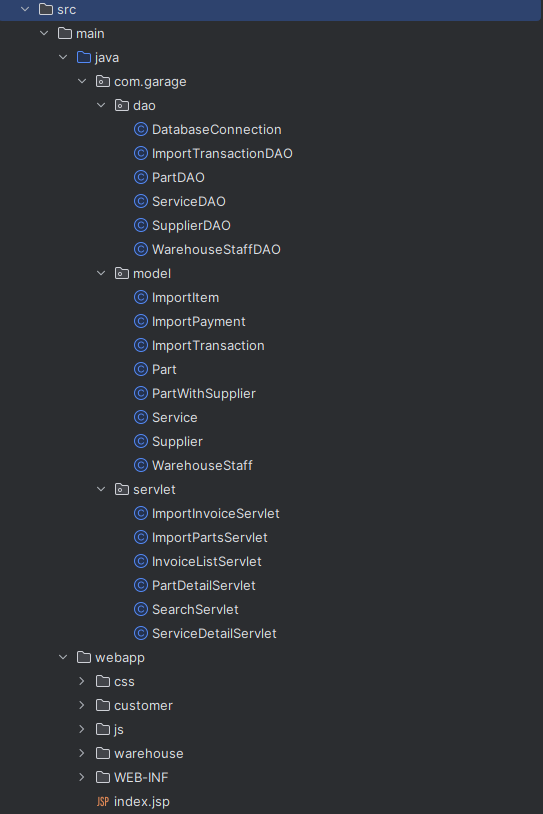 src
main
java
com.garage
dao
DatabaseConnection
ImportTransactionDAO
PartDAO
ServiceDAO
SupplierDAO
WarehouseStaffDAO
model
ImportItem
ImportPayment
ImportTransaction
Part
PartWithSupplier
Service
Supplier
WarehouseStaff
servlet
ImportInvoiceServlet
ImportPartsServlet
InvoiceListServlet
PartDetailServlet
SearchServlet
ServiceDetailServlet
webapp
css
customer
js
warehouse
WEB-INF
JSP index.jsp